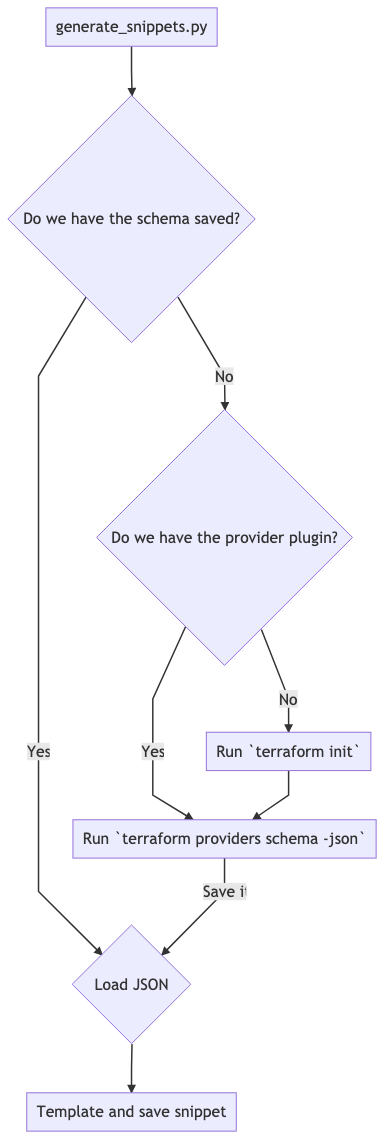 generate_snippets.py
Do we have the schema saved?
No
Do we have the provider plugin?
No
Yes
Yes
Run `terraform init`
Run `terraform providers schema -json`
Save it
Load JSON
Template and save snippet